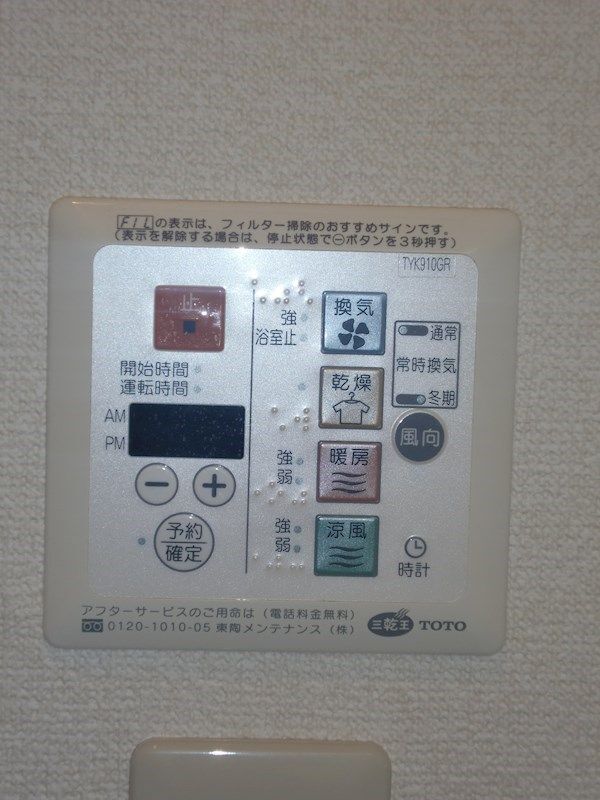 FILの表示は、フィルター掃除のおすすめサインです。
(表示を解除する場合は、停止状態で⊖ボタンを3秒押す)
TYK910GR
止
換気
強
浴室止
通常
常時換気
冬期
開始時間
運転時間
乾燥
AM
PM
風向
暖房
強
弱
− +
予約
確定
涼風
強
弱
時計
アフターサービスのご用命は(電話料金無料)
0120-1010-05 東陶メンテナンス(株)
三乾王 TOTO